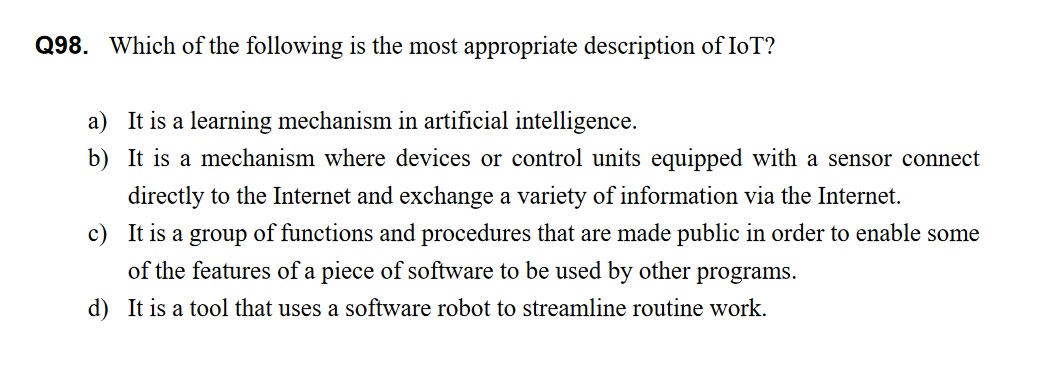 Q98. Which of the following is the most appropriate description of IoT?
a) It is a learning mechanism in artificial intelligence.
b) It is a mechanism where devices or control units equipped with a sensor connect
directly to the Internet and exchange a variety of information via the Internet.
c) It is a group of functions and procedures that are made public in order to enable some
of the features of a piece of software to be used by other programs.
d) It is a tool that uses a software robot to streamline routine work.